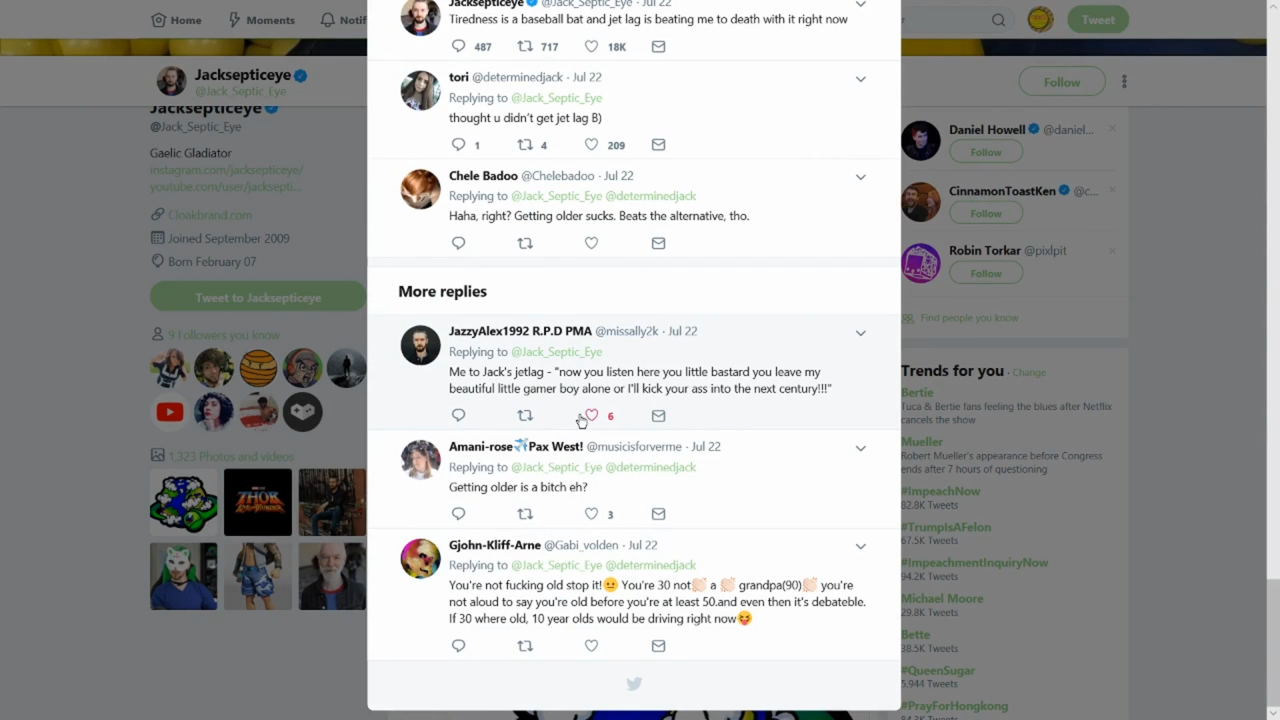 Home
Moments
Notif
Tweet
Jacksepticeye
@Jack_Septic_Eye
Follow
Jacksepticeye
@Jack_Septic_Eye
Gaelic Gladiator
instagram.com/jacksepticeye/
youtube.com/user/jacksepti...
Cloakbrand.com
Joined September 2009
Born February 07
Tweet to Jacksepticeye
9 Followers you know
1,323 Photos and videos
THOR
Jacksepticeye @Jack_Septic_Eye · Jul 22
Tiredness is a baseball bat and jet lag is beating me to death with it right now
487 717 18K
tori @determinedjack · Jul 22
Replying to @Jack_Septic_Eye
thought u didn't get jet lag B)
1 4 209
Chele Badoo @Chelebadoo · Jul 22
Replying to @Jack_Septic_Eye @determinedjack
Haha, right? Getting older sucks. Beats the alternative, tho.
More replies
JazzyAlex1992 R.P.D PMA @missally2k · Jul 22
Replying to @Jack_Septic_Eye
Me to Jack's jetlag - "now you listen here you little bastard you leave my
beautiful little gamer boy alone or I'll kick your ass into the next century!!!"
6
Amani-rose✈️Pax West! @musicisforverme · Jul 22
Replying to @Jack_Septic_Eye @determinedjack
Getting older is a bitch eh?
3
Gjohn-Kliff-Arne @Gabi_volden · Jul 22
Replying to @Jack_Septic_Eye @determinedjack
You're not fucking old stop it!😐 You're 30 not👏🏻 a 👏🏻 grandpa(90)👏🏻 you're
not aloud to say you're old before you're at least 50.and even then it's debateble.
If 30 where old, 10 year olds would be driving right now😝
Daniel Howell @daniel...
Follow
CinnamonToastKen @c...
Follow
Robin Torkar @pixlpit
Follow
Find people you know
Trends for you · Change
Bertie
Tuca & Bertie fans feeling the blues after Netflix
cancels the show
Mueller
Robert Mueller's appearance before Congress
ends after 7 hours of questioning
#ImpeachNow
82.8K Tweets
#TrumpIsAFelon
67.5K Tweets
#ImpeachmentInquiryNow
94.2K Tweets
Michael Moore
29.8K Tweets
Bette
38.5K Tweets
#QueenSugar
5,944 Tweets
#PrayForHongkong